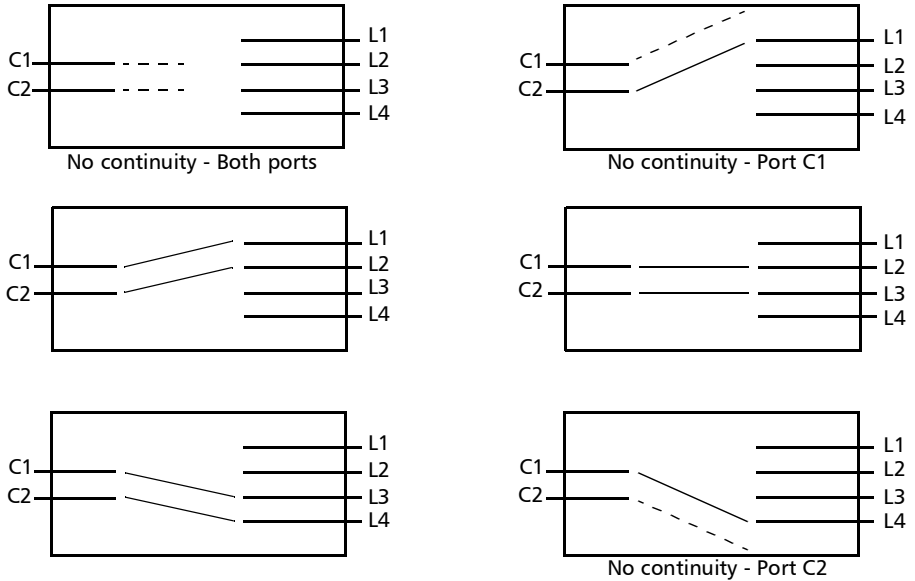 C1
C2
L1
L2
L3
L4
No continuity - Both ports
C1
C2
L1
L2
L3
L4
No continuity - Port C1
C1
C2
L1
L2
L3
L4
C1
C2
L1
L2
L3
L4
C1
C2
L1
L2
L3
L4
C1
C2
L1
L2
L3
L4
No continuity - Port C2